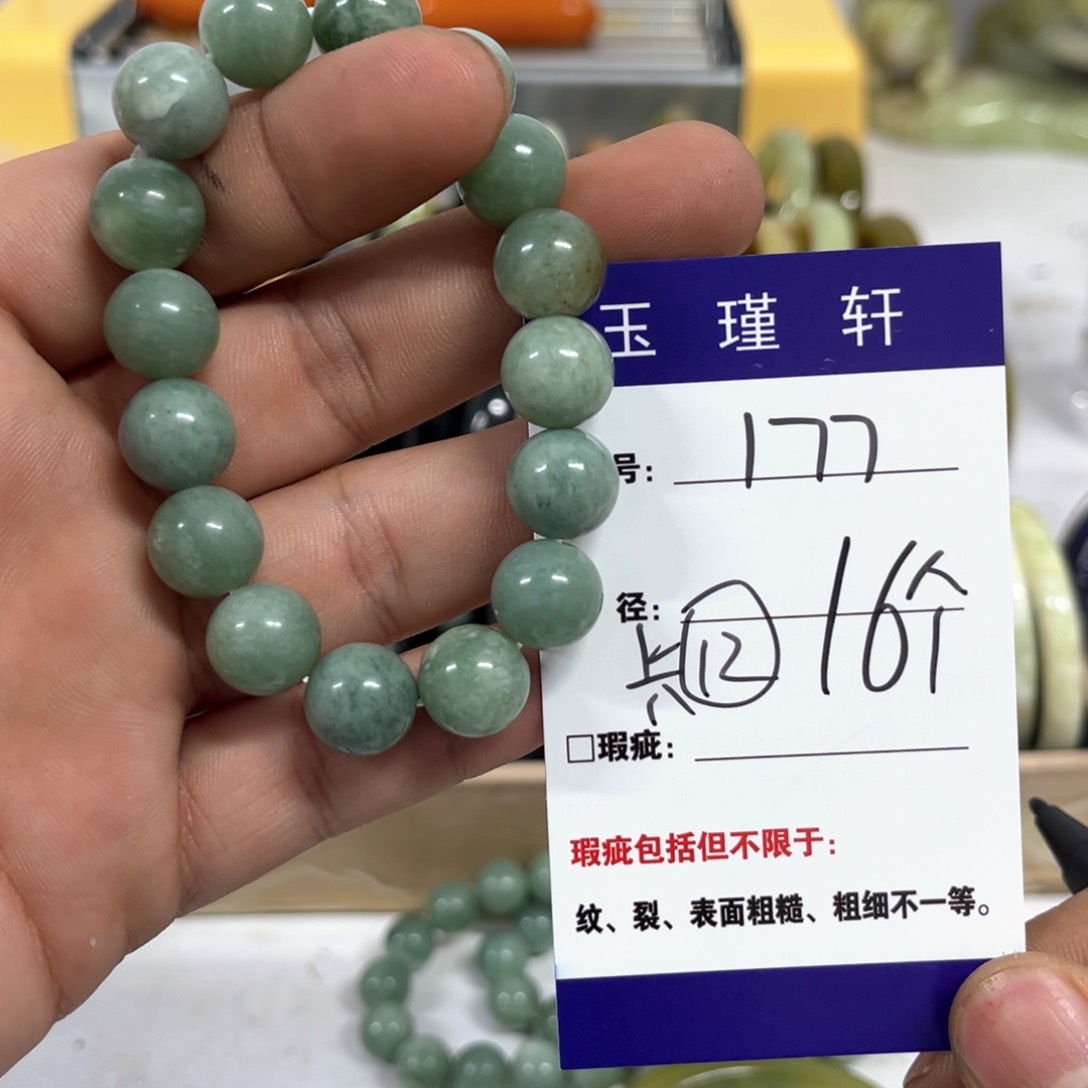 玉瑾轩
号: 177
径: 16个
12
□瑕疵:
瑕疵包括但不限于:
纹、裂、表面粗糙、粗细不一等。